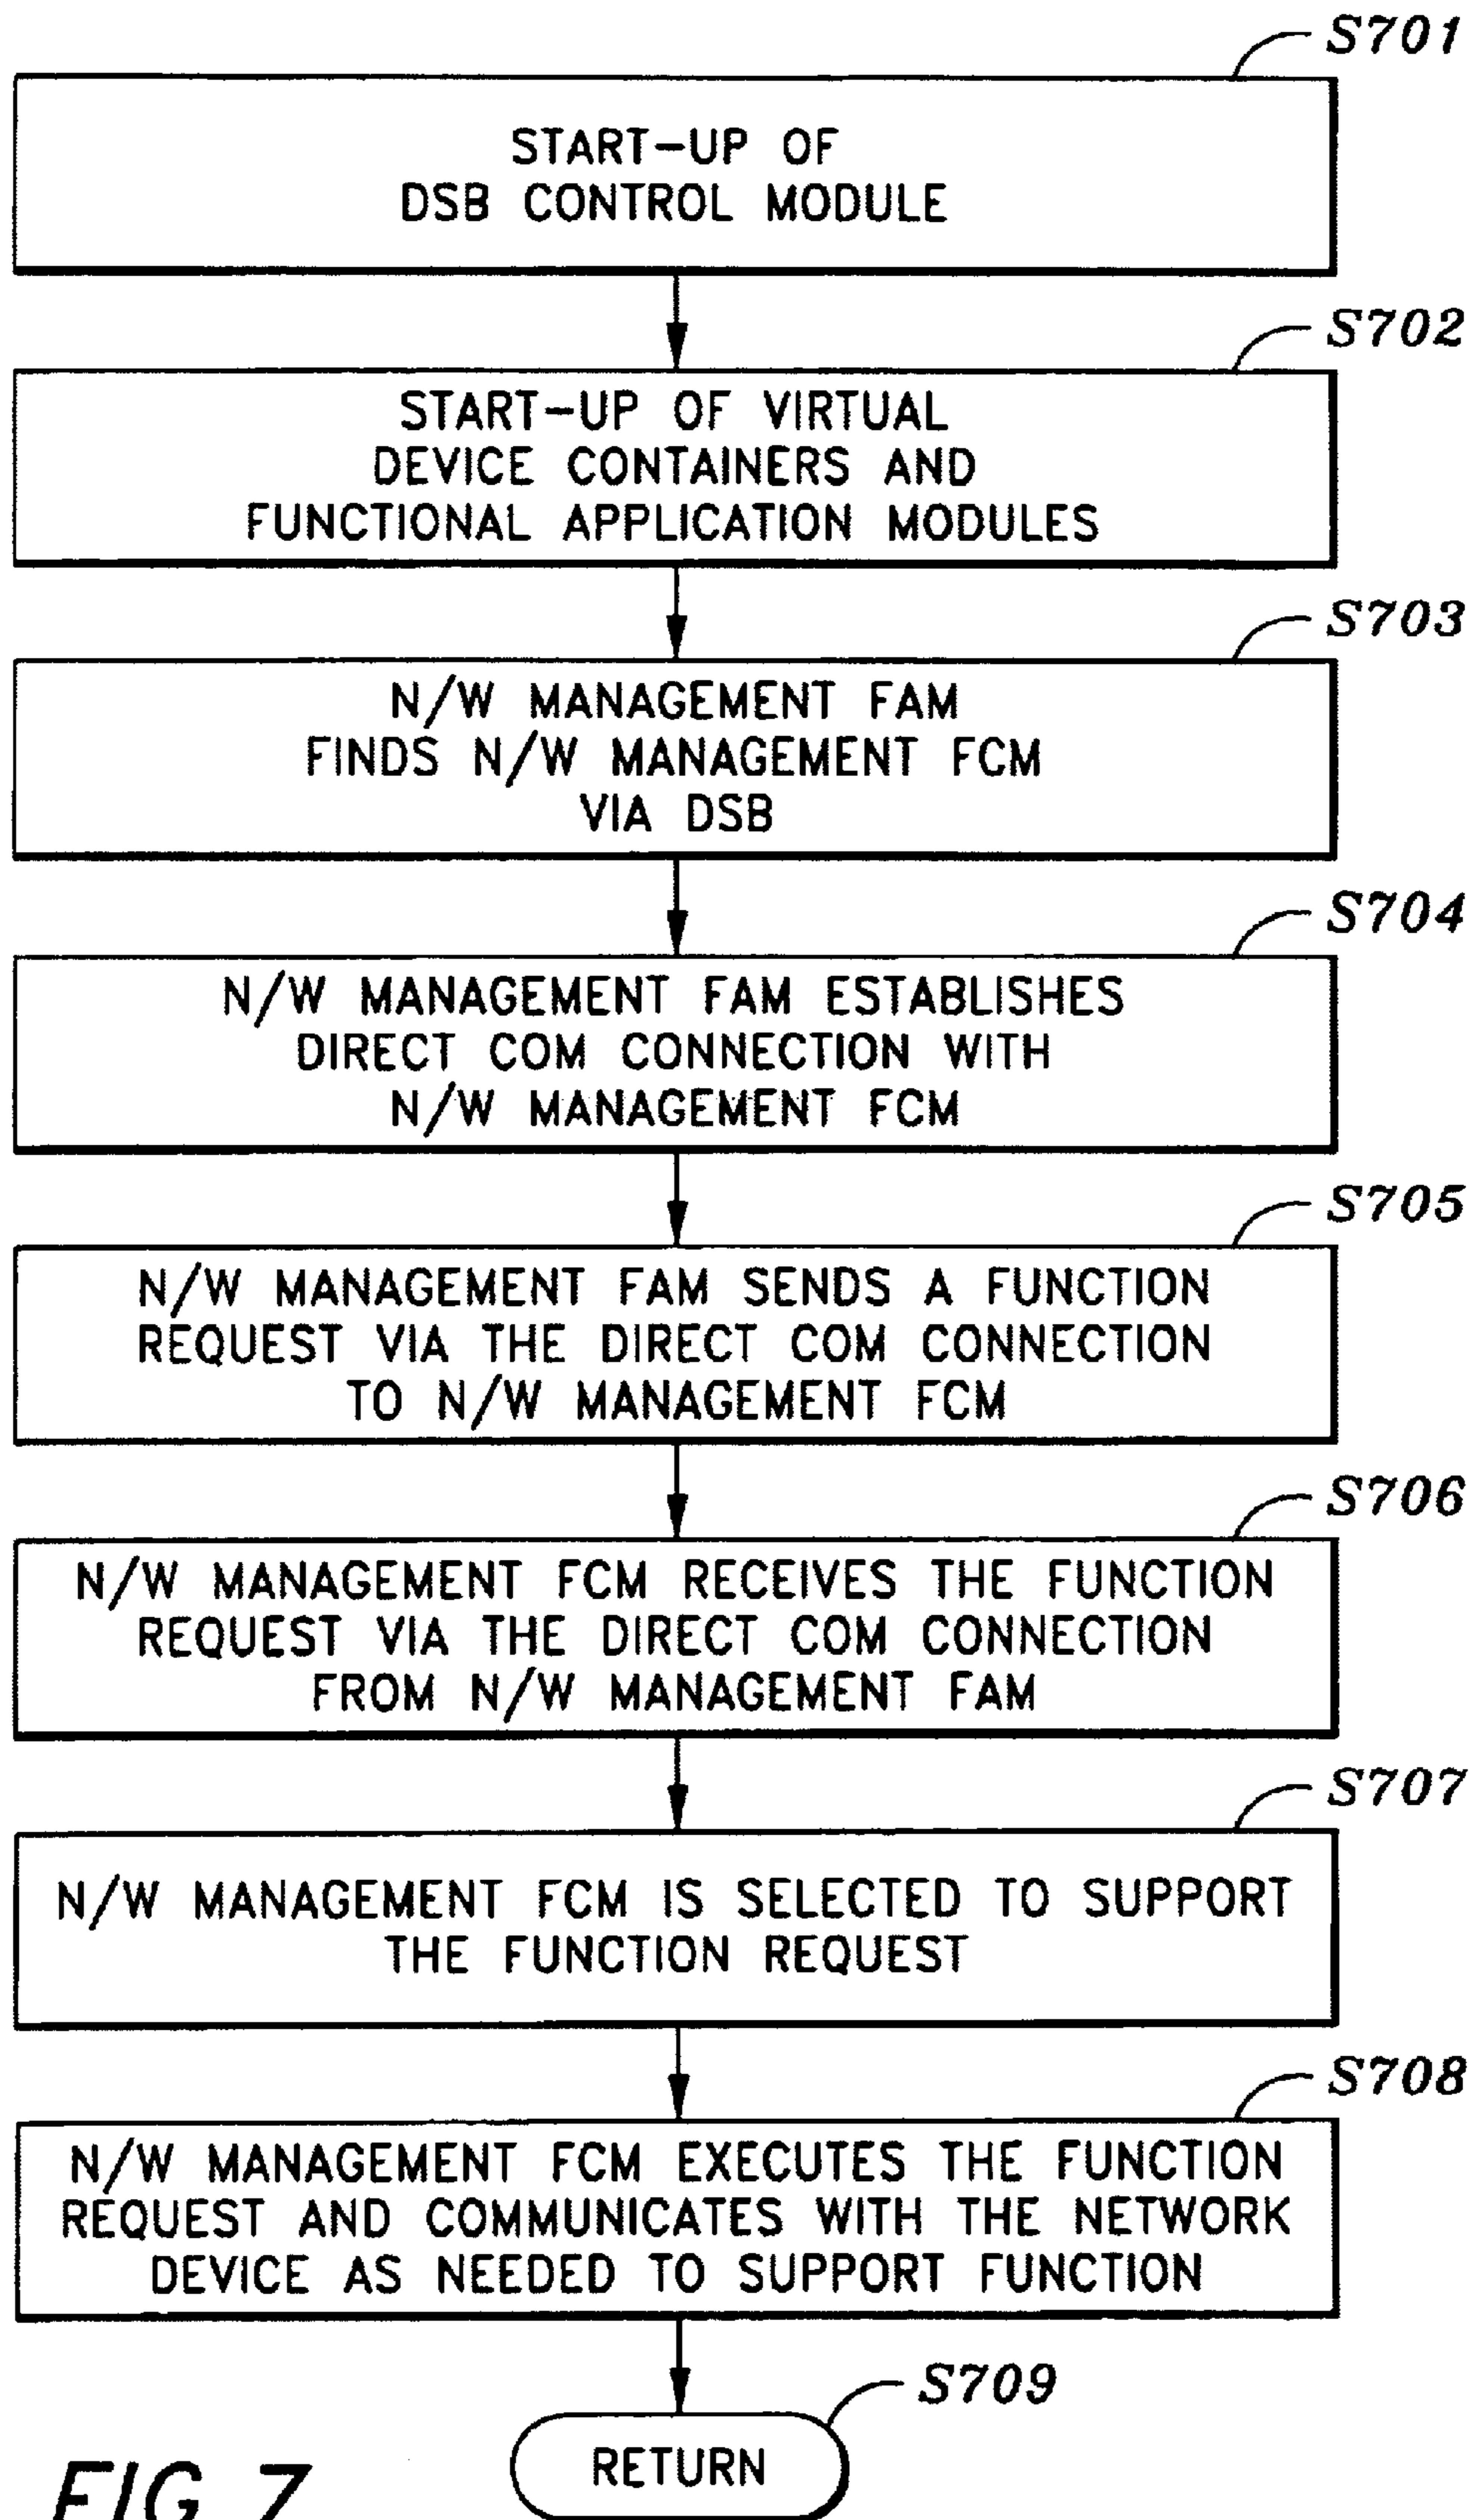 S701
START-UP OF
DSB CONTROL MODULE
S702
START-UP OF VIRTUAL
DEVICE CONTAINERS AND
FUNCTIONAL APPLICATION MODULES
S703
N/W MANAGEMENT FAM
FINDS N/W MANAGEMENT FCM
VIA DSB
S704
N/W MANAGEMENT FAM ESTABLISHES
DIRECT COM CONNECTION WITH
N/W MANAGEMENT FCM
S705
N/W MANAGEMENT FAM SENDS A FUNCTION
REQUEST VIA THE DIRECT COM CONNECTION
TO N/W MANAGEMENT FCM
S706
N/W MANAGEMENT FCM RECEIVES THE FUNCTION
REQUEST VIA THE DIRECT COM CONNECTION
FROM N/W MANAGEMENT FAM
S707
N/W MANAGEMENT FCM IS SELECTED TO SUPPORT
THE FUNCTION REQUEST
S708
N/W MANAGEMENT FCM EXECUTES THE FUNCTION
REQUEST AND COMMUNICATES WITH THE NETWORK
DEVICE AS NEEDED TO SUPPORT FUNCTION
S709
RETURN
FIG. 7